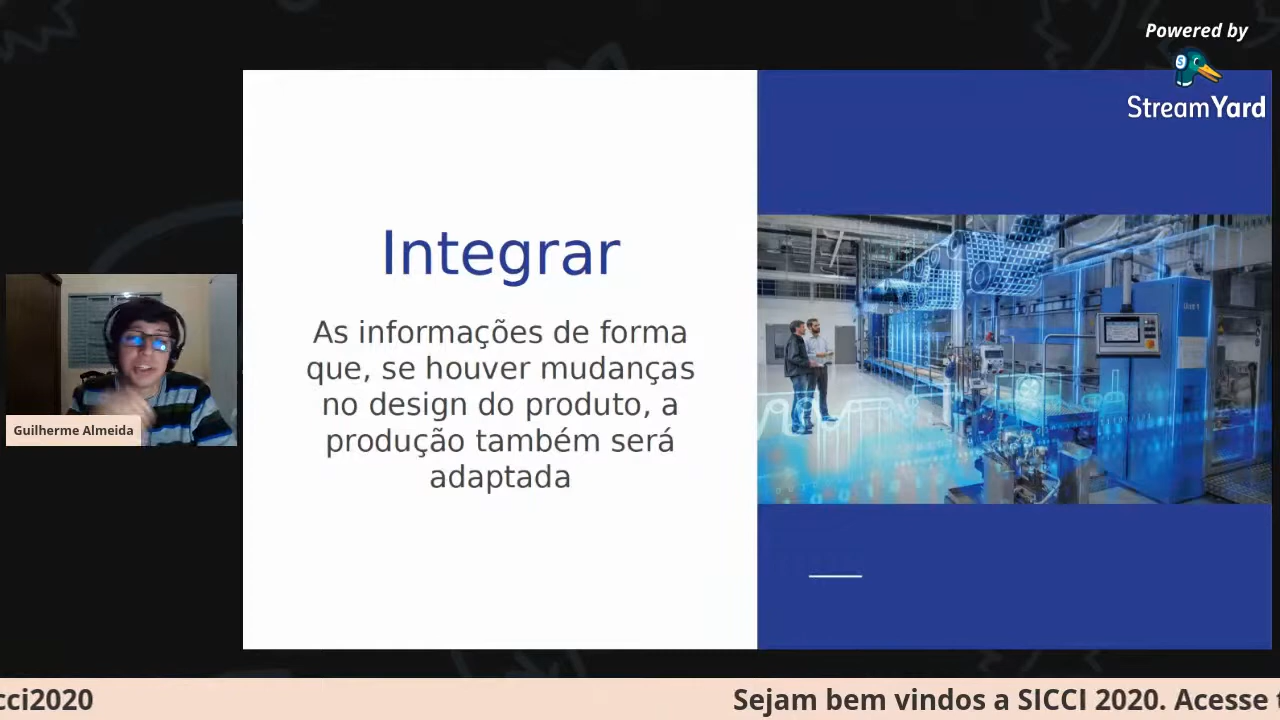 Powered by
StreamYard
Integrar
As informações de forma
que, se houver mudanças
no design do produto, a
produção também será
adaptada
Guilherme Almeida
cci2020
Sejam bem vindos a SICCI 2020. Acesse